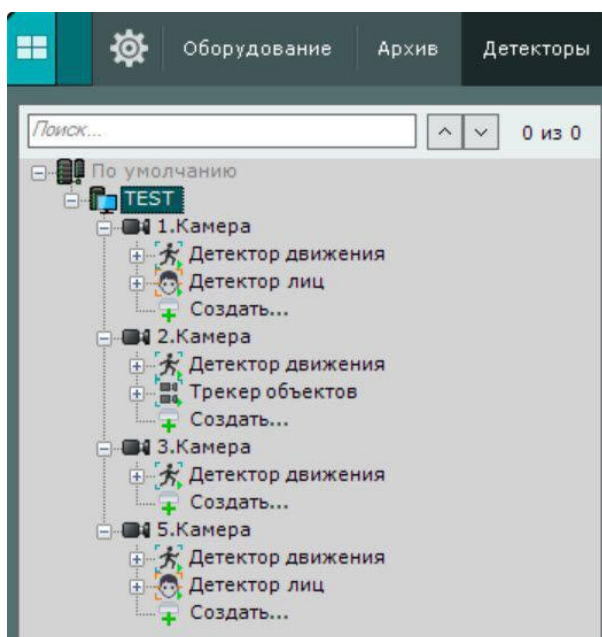 Оборудование Архив Детекторы
Поиск... 0 из 0
По умолчанию
TEST
1.Камера
Детектор движения
Детектор лиц
Создать...
2.Камера
Детектор движения
Трекер объектов
Создать...
3.Камера
Детектор движения
Создать...
5.Камера
Детектор движения
Детектор лиц
Создать...